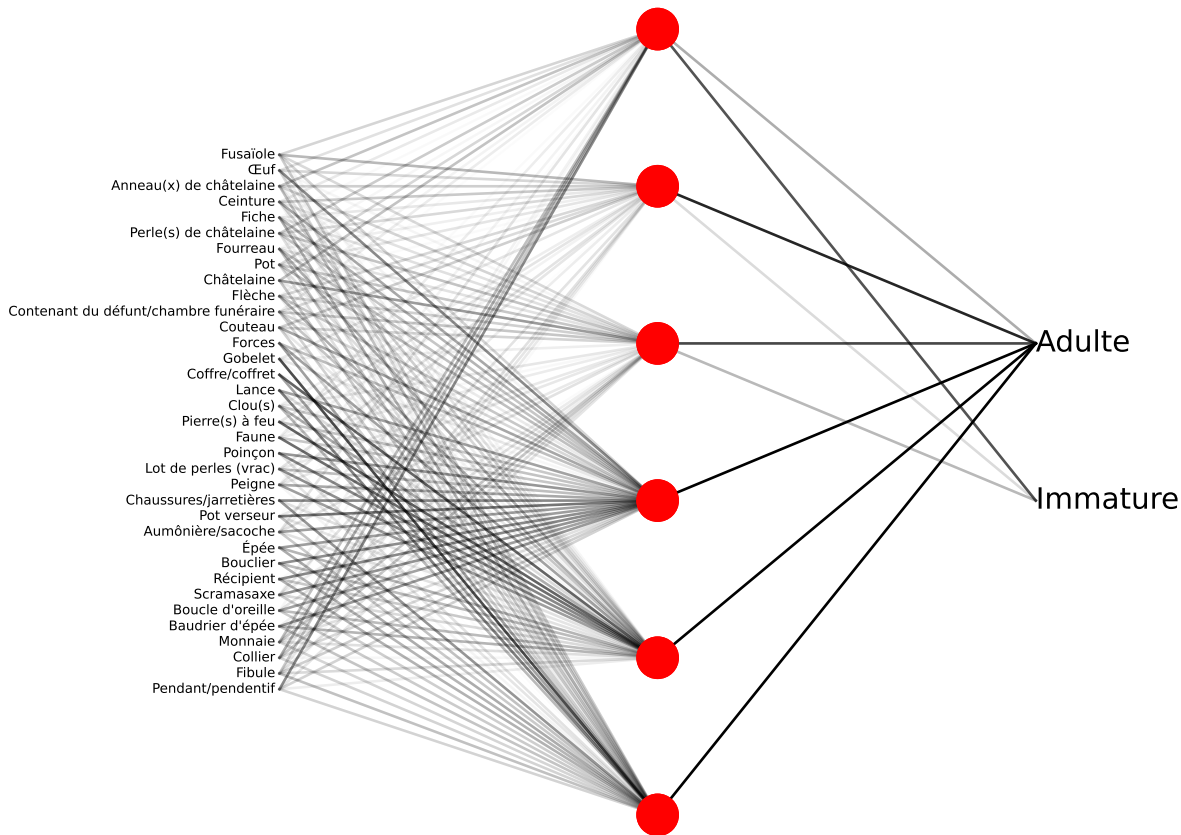 Fusaïole
Œuf
Anneau(x) de châtelaine
Ceinture
Fiche
Perle(s) de châtelaine
Fourreau
Pot
Châtelaine
Flèche
Contenant du défunt/chambre funéraire
Couteau
Forces
Gobelet
Coffre/coffret
Lance
Clou(s)
Pierre(s) à feu
Faune
Poinçon
Lot de perles (vrac)
Peigne
Chaussures/jarretières
Pot verseur
Aumônière/sacoche
Épée
Bouclier
Récipient
Scramasaxe
Boucle d'oreille
Baudrier d'épée
Monnaie
Collier
Fibule
Pendant/pendentif
Adulte
Immature